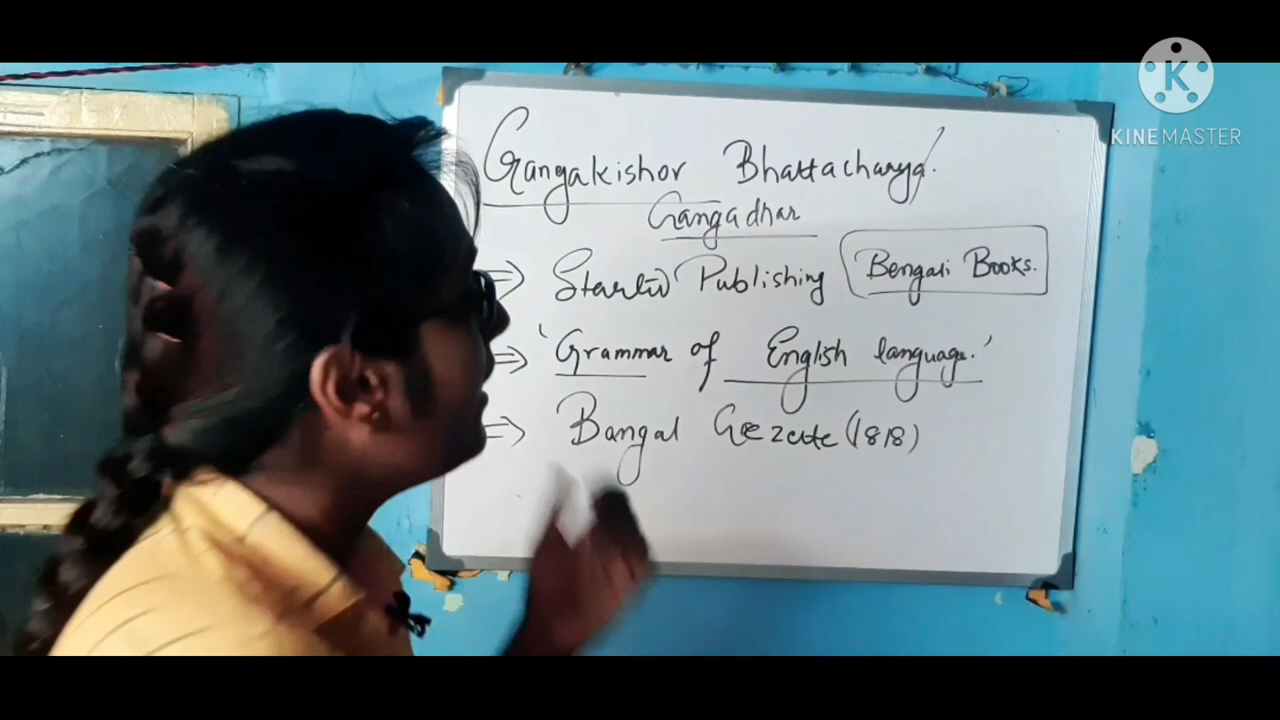 Gangakishor Bhattacharya.
Gangadhar
⇒ Started Publishing Bengali Books.
⇒ 'Grammar of English language.'
⇒ Bangal Gezette (1818)
K
KINEMASTER